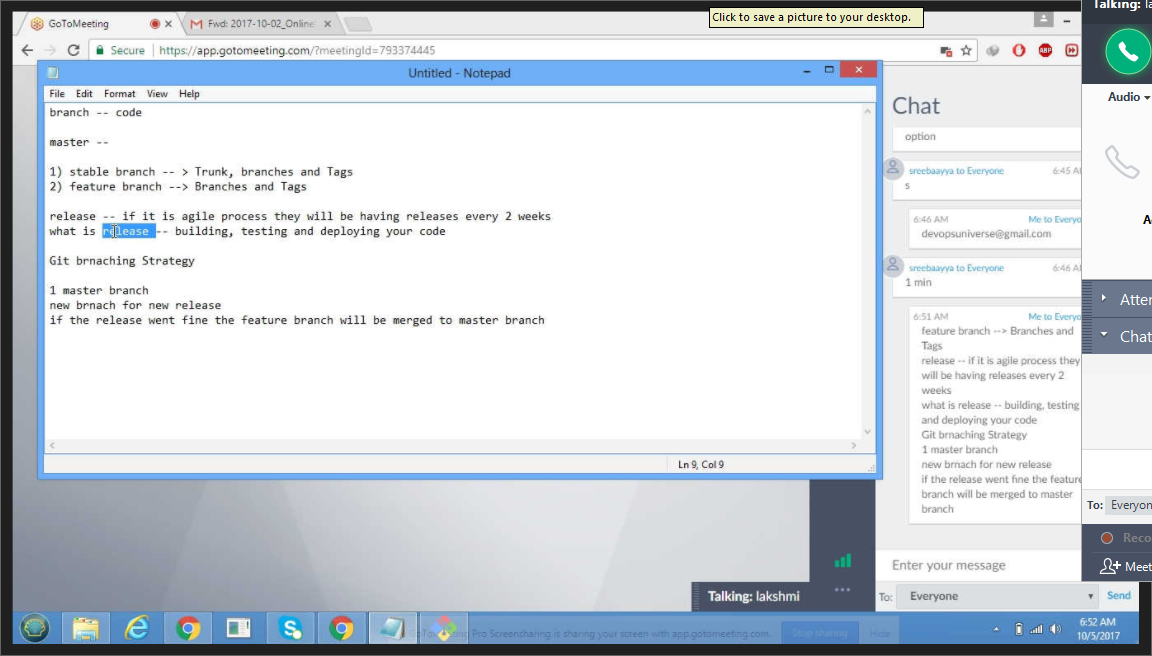 Click to save a picture to your desktop.
Talking: la
GoToMeeting
Fwd: 2017-10-02_Online
Secure https://app.gotomeeting.com/?meetingId=793374445
ABP
Audio
Untitled - Notepad
File Edit Format View Help
branch -- code
master --
1) stable branch -- > Trunk, branches and Tags
2) feature branch --> Branches and Tags
release -- if it is agile process they will be having releases every 2 weeks
what is release -- building, testing and deploying your code
Git brnaching Strategy
1 master branch
new brnach for new release
if the release went fine the feature branch will be merged to master branch
Ln 9, Col 9
Chat
option
sreebaayya to Everyone 6:45 A
s
6:46 AM Me to Everyo
devopsuniverse@gmail.com
sreebaayya to Everyone 6:46 A
1 min
6:51 AM Me to Everyo
feature branch --> Branches and
Tags
release -- if it is agile process they
will be having releases every 2
weeks
what is release -- building, testing
and deploying your code
Git brnaching Strategy
1 master branch
new brnach for new release
if the release went fine the feature
branch will be merged to master
branch
Enter your message
To: Everyone Send
A
Atten
Chat
To: Everyon
Reco
Meet
Talking: lakshmi
Pro Screensharing is sharing your screen with app.gotomeeting.com. Stop sharing Hide
6:52 AM
10/5/2017